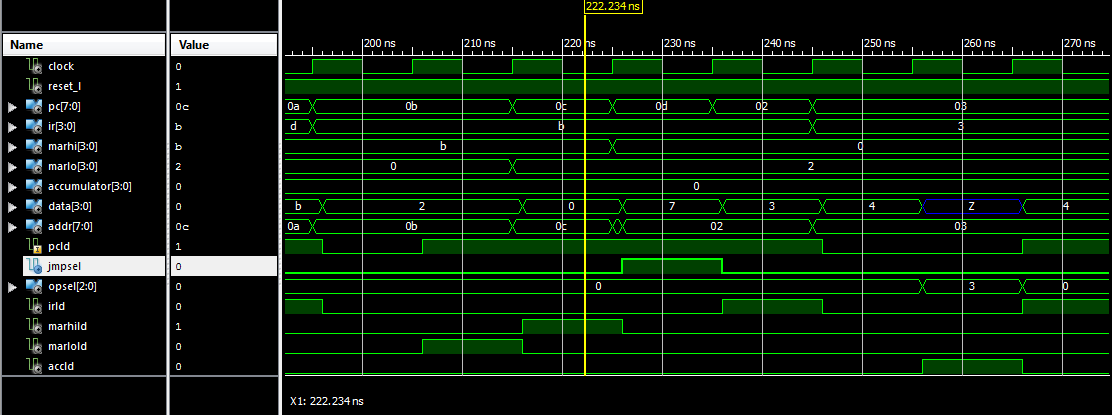 222.234 ns
Name Value 200 ns 210 ns 220 ns 230 ns 240 ns 250 ns 260 ns 270 ns
clock 0
reset_l 1
pc[7:0] 0c 0a 0b 0c 0d 02 03
ir[3:0] b d b 3
marhi[3:0] b b 0
marlo[3:0] 2 0 2
accumulator[3:0] 0 0
data[3:0] 0 b 2 0 7 3 4 Z 4
addr[7:0] 0c 0a 0b 0c 02 03
pcld 1
jmpsel 0
opsel[2:0] 0 0 3 0
irld 0
marhild 1
marlold 0
accld 0
X1: 222.234 ns